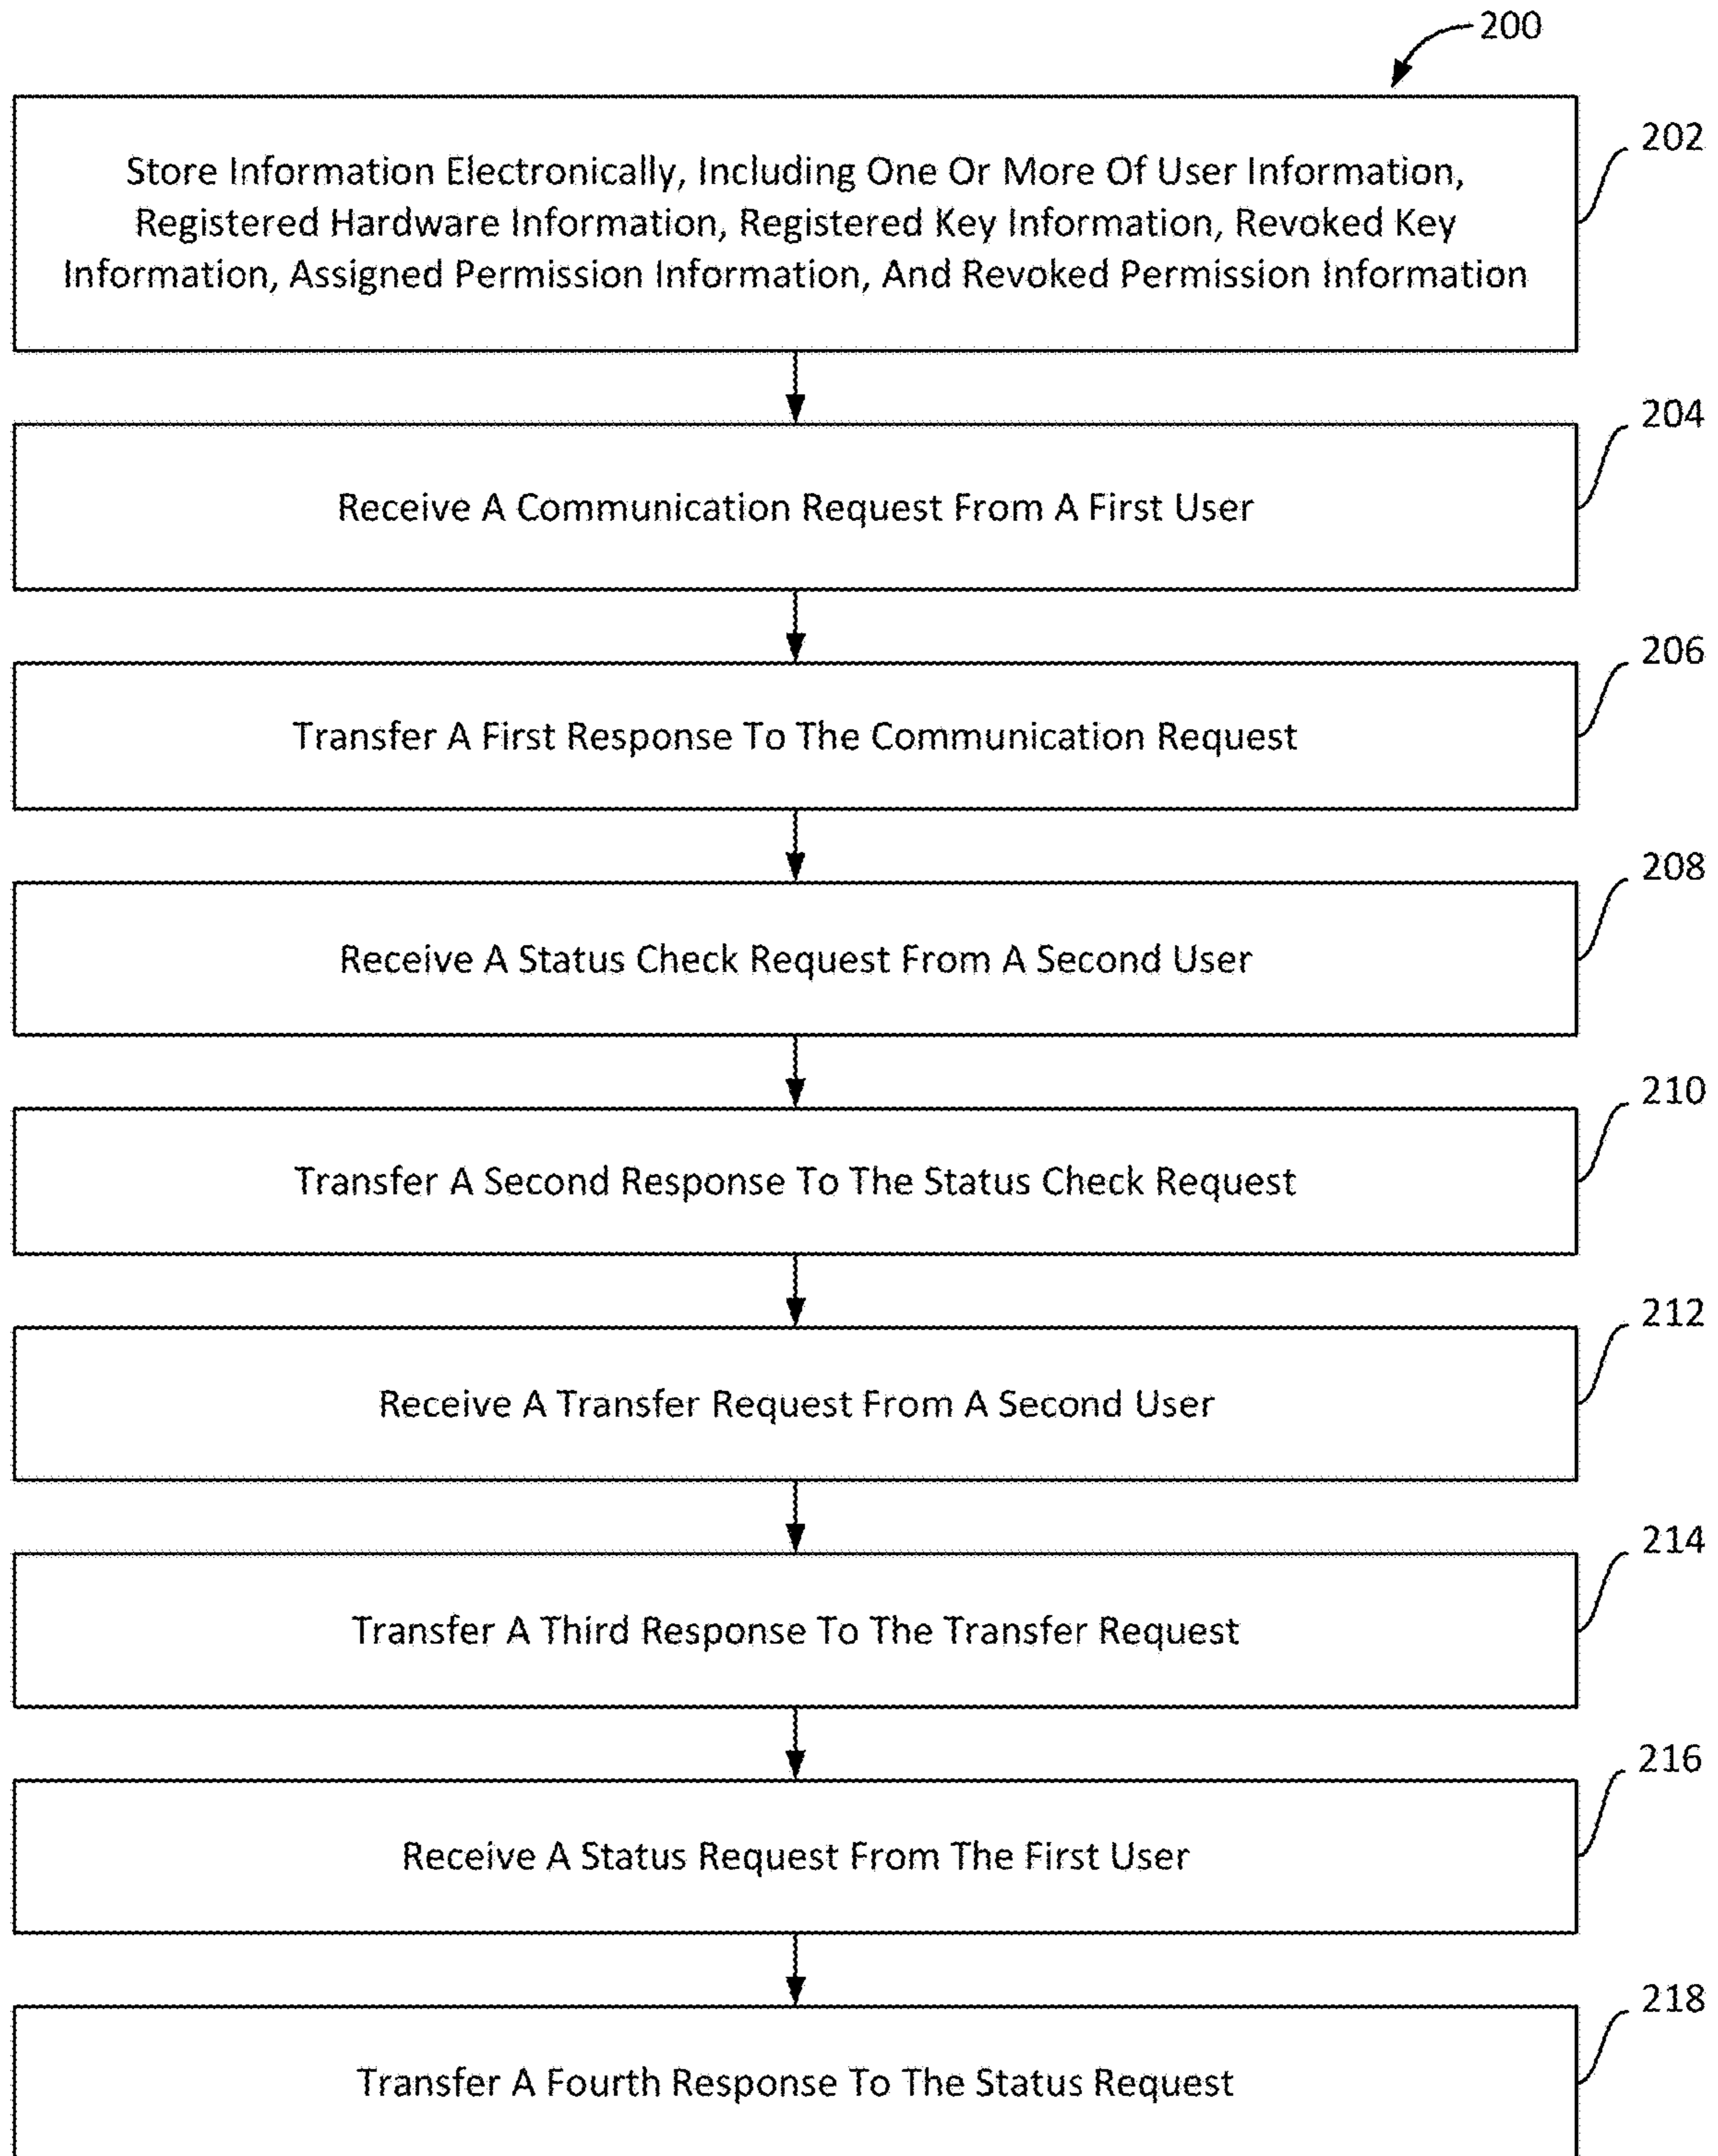 200
Store Information Electronically, Including One Or More Of User Information,
Registered Hardware Information, Registered Key Information, Revoked Key
Information, Assigned Permission Information, And Revoked Permission Information
202
Receive A Communication Request From A First User
204
Transfer A First Response To The Communication Request
206
Receive A Status Check Request From A Second User
208
Transfer A Second Response To The Status Check Request
210
Receive A Transfer Request From A Second User
212
Transfer A Third Response To The Transfer Request
214
Receive A Status Request From The First User
216
Transfer A Fourth Response To The Status Request
218